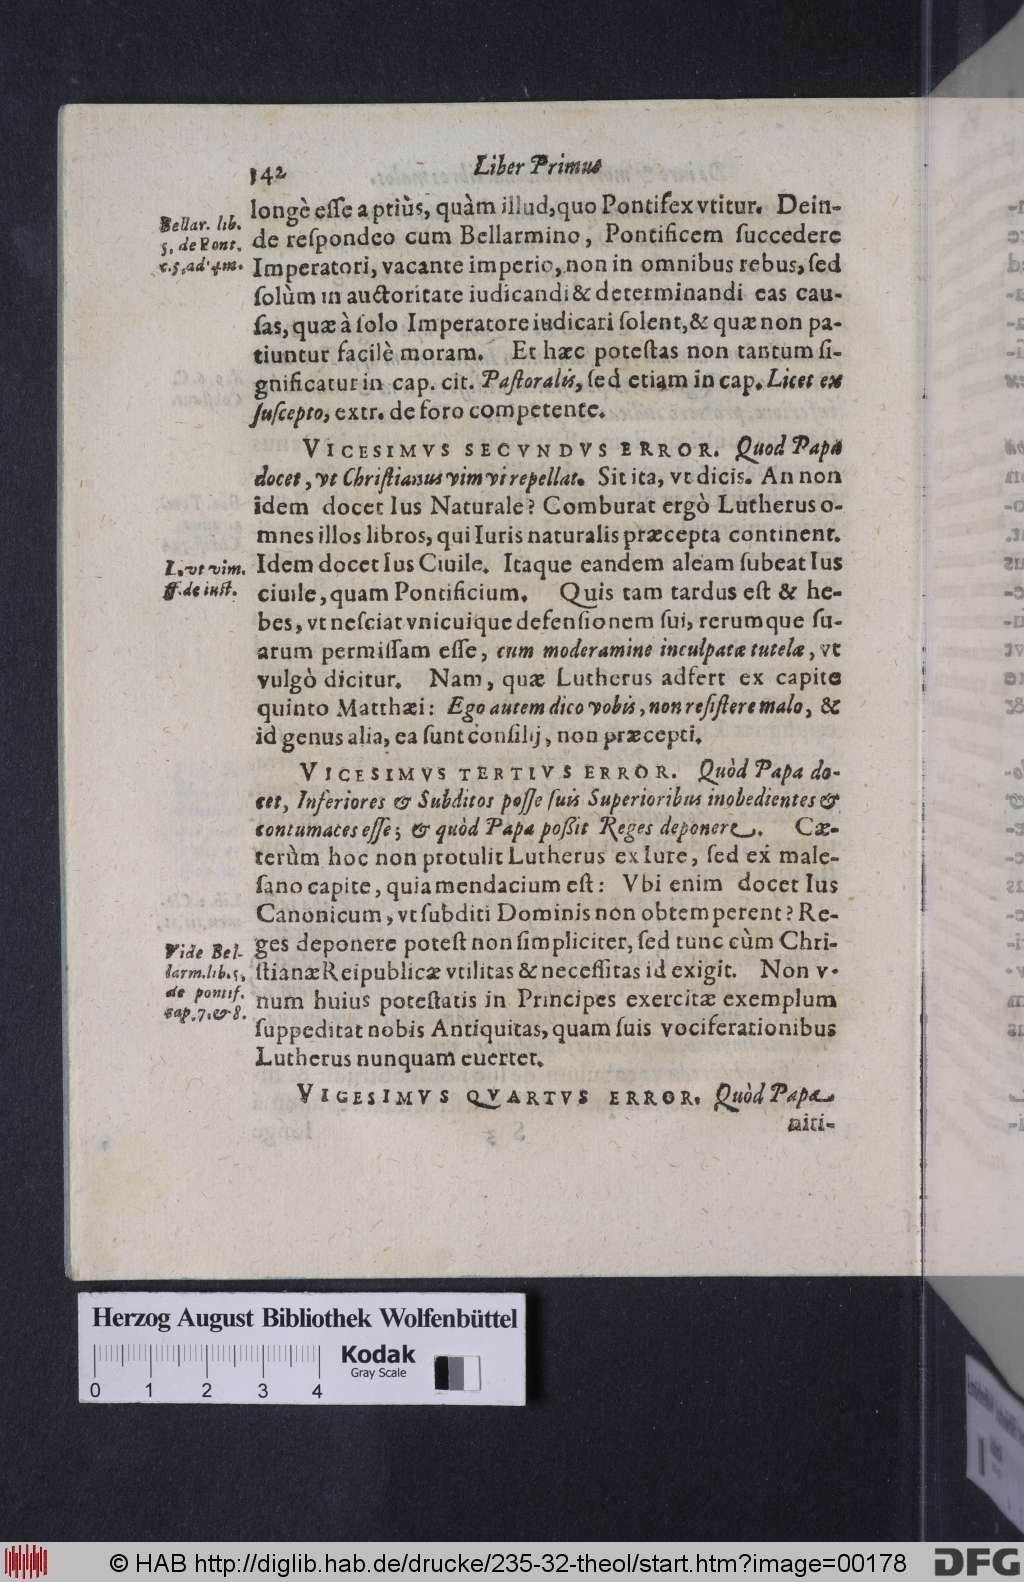 142
Liber Primus
longè eſſe a priùs, quàm illud, quo Pontifex vtitur. Dein-
de reſpondeo cum Bellarmino, Pontificem ſuccedere
Imperatori, vacante imperio, non in omnibus rebus, ſed
ſolùm in auctoritate iudicandi & determinandi eas cau-
ſas, quæ à ſolo Imperatore iudicari ſolent, & quæ non pa-
tiuntur facilè moram. Et hæc poteſtas non tantum ſi-
gnificatur in cap. cit. Paſtoralis, ſed etiam in cap. Licet ex
ſuſcepto, extr. de foro competente.
Bellar. lib.
5. de Pont.
c. 5, ad 4m.
VICESIMVS SECVNDVS ERROR. Quod Papa
docet, vt Chriſtianus vim vi repellat. Sit ita, vt dicis. An non
idem docet Ius Naturale? Comburat ergò Lutherus o-
mnes illos libros, qui Iuris naturalis præcepta continent.
Idem docet Ius Ciuile. Itaque eandem aleam ſubeat Ius
ciuile, quam Pontificium. Quis tam tardus eſt & he-
bes, vt neſciat vnicuique defenſionem ſui, rerumque ſu-
arum permiſſam eſſe, cum moderamine inculpatæ tutelæ, vt
vulgò dicitur. Nam, quæ Lutherus adfert ex capite
quinto Matthæi: Ego autem dico vobis, non reſiſtere malo, &
id genus alia, ea ſunt conſilij, non præcepti.
L. vt vim.
ff. de iuſt.
VICESIMVS TERTIVS ERROR. Quòd Papa do-
cet, Inferiores & Subditos poſſe ſuis Superioribus inobedientes &
contumaces eſſe; & quòd Papa poßit Reges deponere. Cæ-
terùm hoc non protulit Lutherus ex Iure, ſed ex male-
ſano capite, quia mendacium eſt: Vbi enim docet Ius
Canonicum, vt ſubditi Dominis non obtemperent? Re-
ges deponere poteſt non ſimpliciter, ſed tunc cùm Chri-
ſtianæ Reipublicæ vtilitas & neceſſitas id exigit. Non v-
num huius poteſtatis in Principes exercitæ exemplum
ſuppeditat nobis Antiquitas, quam ſuis vociferationibus
Lutherus nunquam euertet.
Vide Bel-
larm. lib. 5,
de pontif.
cap. 7. & 8.
VIGESIMVS QVARTVS ERROR. Quòd Papa
niti-
Herzog August Bibliothek Wolfenbüttel
Kodak
Gray Scale
0 1 2 3 4
© HAB http://diglib.hab.de/drucke/235-32-theol/start.htm?image=00178
DFG